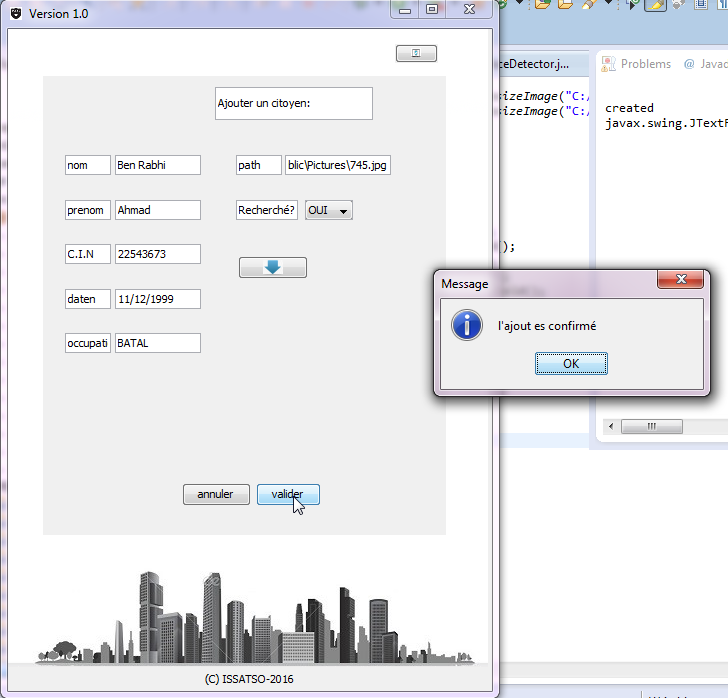 Version 1.0
ceDetector.j...
Problems
@ Javad
sizeImage("C:/
sizeImage("C:/
created
javax.swing.JTextF
Ajouter un citoyen:
nom
Ben Rabhi
path
blic\Pictures\745.jpg
prenom
Ahmad
Recherché?
OUI
C.I.N
22543673
);
daten
11/12/1999
occupati
BATAL
Message
l'ajout es confirmé
OK
annuler
valider
(C) ISSATSO-2016